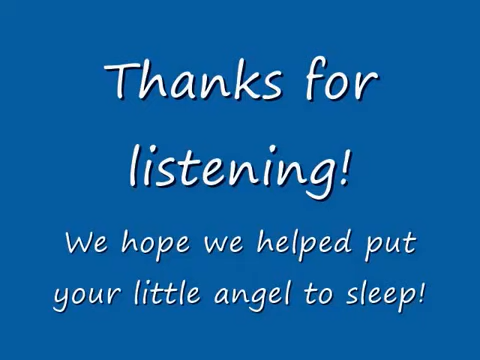 Thanks for
listening!
We hope we helped put
your little angel to sleep!